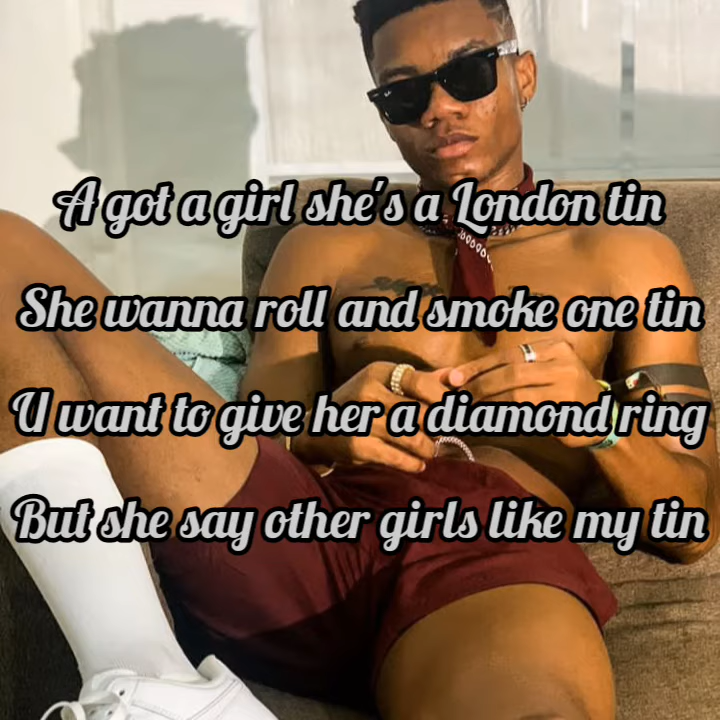 A got a girl she's a London tin
She wanna roll and smoke one tin
U want to give her a diamond ring
But she say other girls like my tin